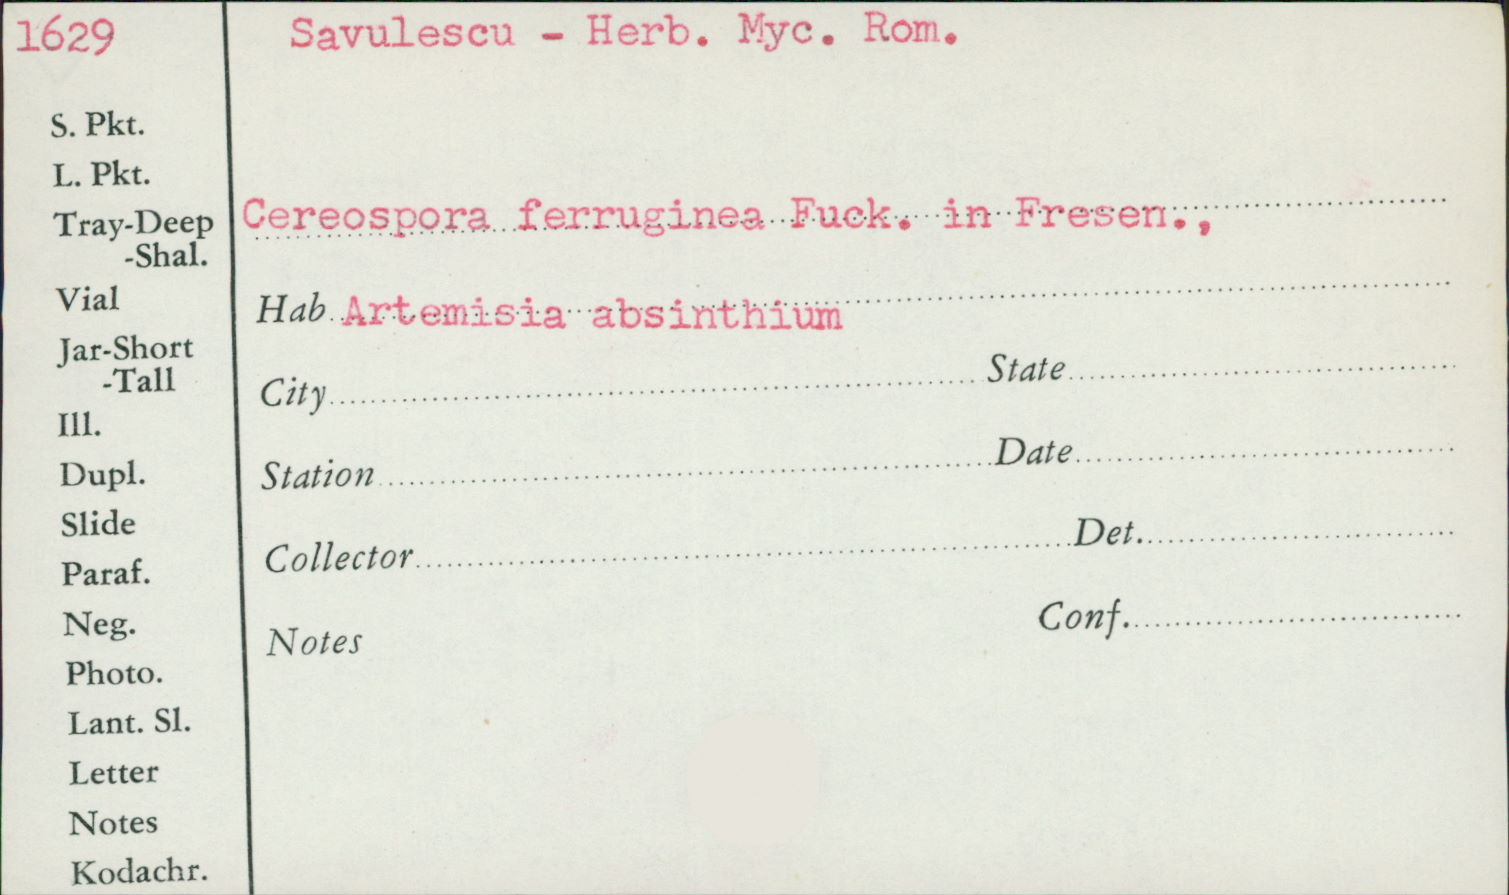 1629
Savulescu - Herb. Myc. Rom.
S. Pkt.
L. Pkt.
Tray-Deep
-Shal.
Vial
Jar-Short
-Tall
Ill.
Dupl.
Slide
Paraf.
Neg.
Photo.
Lant. Sl.
Letter
Notes
Kodachr.
Cereospora ferruginea Fuck. in Fresen.,
Hab. Artemisia absinthium
City State
Station Date
Collector Det.
Notes Conf.